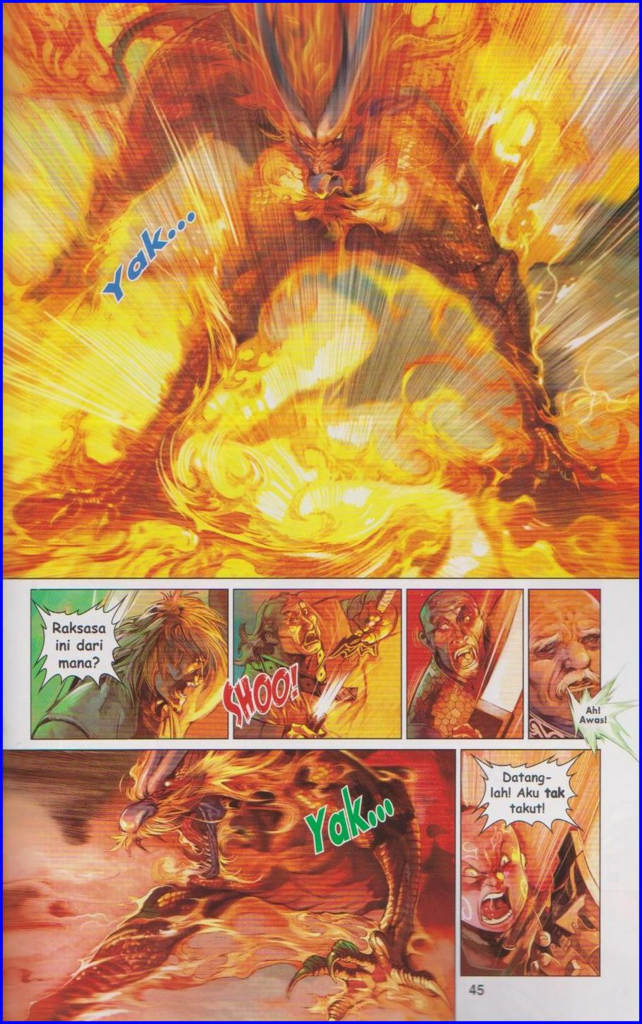 Yak...
Raksasa
ini dari
mana?
SHOO!
Ah!
Awas!
Yak...
Datang-
lah! Aku tak
takut!
45